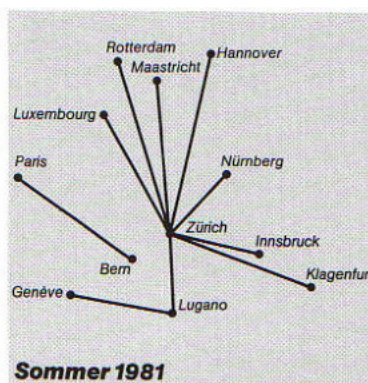 Rotterdam
Hannover
Maastricht
Luxembourg
Paris
Nürnberg
Zürich
Innsbruck
Bern
Klagenfur
Genève
Lugano
Sommer 1981